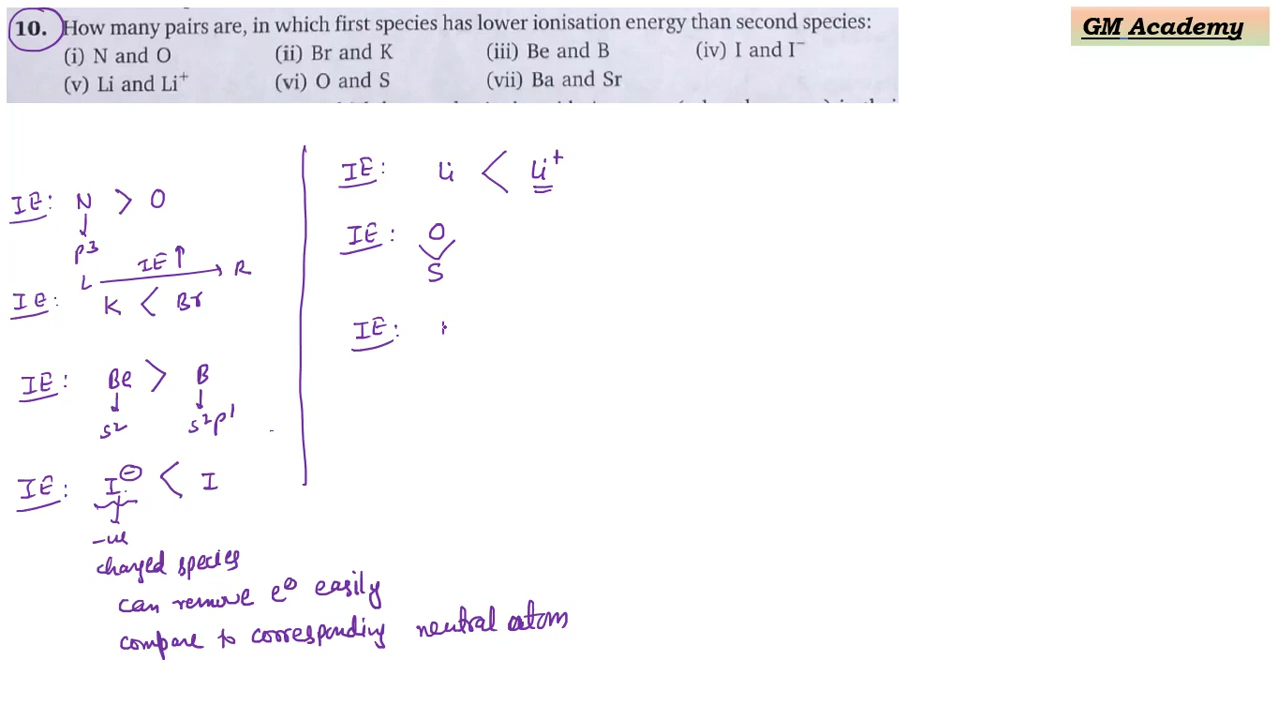 GM Academy
10. How many pairs are, in which first species has lower ionisation energy than second species:
(i) N and O (ii) Br and K (iii) Be and B (iv) I and I⁻
(v) Li and Li⁺ (vi) O and S (vii) Ba and Sr
IE: N > O
↓
p³
L IE↑ → R
IE: K < Br
IE: Be > B
↓ ↓
s² s²p¹
IE: I⊖ < I
↓
-ve
charged species
can remove e⊖ easily
compare to corresponding neutral atom
IE: Li < Li⁺
IE: O
S
IE: